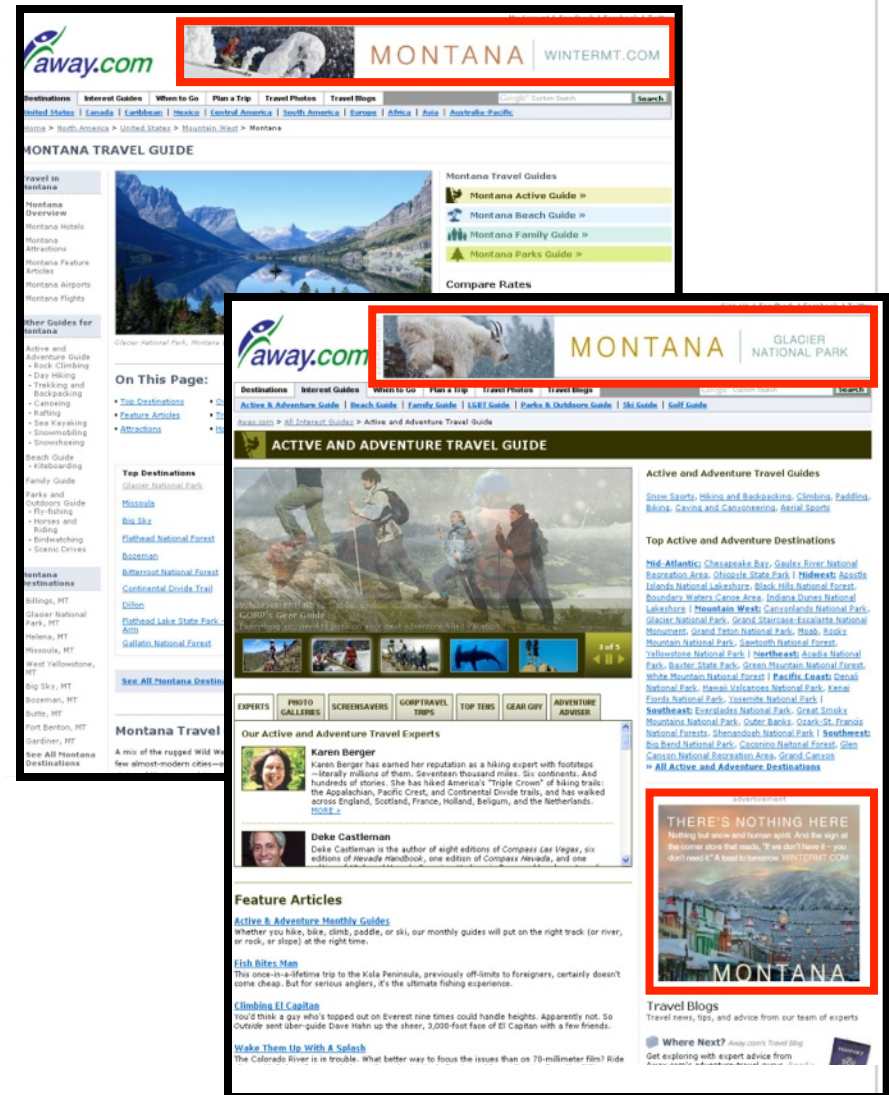 away.com
MONTANA | WINTERMT.COM
Destinations Interest Guides When to Go Plan a Trip Travel Photos Travel Blogs Search
United States | Canada | Caribbean | Mexico | Central America | South America | Europe | Africa | Asia | Australia-Pacific
Home > North America > United States > Mountain West > Montana
MONTANA TRAVEL GUIDE
Travel in
Montana
Montana
Overview
Montana Hotels
Montana
Attractions
Montana Feature
Articles
Montana Airports
Montana Flights
Other Guides for
Montana
Active and
Adventure Guide
- Rock Climbing
- Day Hiking
- Trekking and
Backpacking
- Canoeing
- Rafting
- Sea Kayaking
- Snowmobiling
- Snowshoeing
Beach Guide
- Kiteboarding
Family Guide
Parks and
Outdoors Guide
- Fly-fishing
- Horses and
Riding
- Birdwatching
- Scenic Drives
Montana
Destinations
Billings, MT
Glacier National
Park, MT
Helena, MT
Missoula, MT
West Yellowstone,
MT
Big Sky, MT
Bozeman, MT
Butte, MT
Fort Benton, MT
Gardiner, MT
See All Montana
Destinations
Glacier National Park, Montana
Montana Travel Guides
Montana Active Guide »
Montana Beach Guide »
Montana Family Guide »
Montana Parks Guide »
Compare Rates
On This Page:
• Top Destinations
• Feature Articles
• Attractions
Top Destinations
Glacier National Park
Missoula
Big Sky
Flathead National Forest
Bozeman
Bitterroot National Forest
Continental Divide Trail
Dillon
Flathead Lake State Park -
Arm
Gallatin National Forest
See All Montana Destin
Montana Travel
A mix of the rugged Wild We
few almost-modern cities—o
away.com
MONTANA | GLACIER
NATIONAL PARK
Destinations Interest Guides When to Go Plan a Trip Travel Photos Travel Blogs Search
Active & Adventure Guide | Beach Guide | Family Guide | LGBT Guide | Parks & Outdoors Guide | Ski Guide | Golf Guide
Away.com > All Interest Guides > Active and Adventure Travel Guide
ACTIVE AND ADVENTURE TRAVEL GUIDE
GORP's Gear Guide
3 of 5
EXPERTS
PHOTO
GALLERIES
SCREENSAVERS
GORPTRAVEL
TRIPS
TOP TENS
GEAR GUY
ADVENTURE
ADVISER
Our Active and Adventure Travel Experts
Karen Berger
Karen Berger has earned her reputation as a hiking expert with footsteps
—literally millions of them. Seventeen thousand miles. Six continents. And
hundreds of stories. She has hiked America's "Triple Crown" of hiking trails:
the Appalachian, Pacific Crest, and Continental Divide trails, and has walked
across England, Scotland, France, Holland, Beligum, and the Netherlands.
MORE »
Deke Castleman
Deke Castleman is the author of eight editions of Compass Las Vegas, six
editions of Nevada Handbook, one edition of Compass Nevada, and one
Feature Articles
Active & Adventure Monthly Guides
Whether you hike, bike, climb, paddle, or ski, our monthly guides will put on the right track (or river,
or rock, or slope) at the right time.
Fish Bites Man
This once-in-a-lifetime trip to the Kola Peninsula, previously off-limits to foreigners, certainly doesn't
come cheap. But for serious anglers, it's the ultimate fishing experience.
Climbing El Capitan
You'd think a guy who's topped out on Everest nine times could handle heights. Apparently not. So
Outside sent über-guide Dave Hahn up the sheer, 3,000-foot face of El Capitan with a few friends.
Wake Them Up With A Splash
The Colorado River is in trouble. What better way to focus the issues than on 70-millimeter film? Ride
Active and Adventure Travel Guides
Snow Sports, Hiking and Backpacking, Climbing, Paddling,
Biking, Caving and Canyoneering, Aerial Sports
Top Active and Adventure Destinations
Mid-Atlantic: Chesapeake Bay, Gauley River National
Recreation Area, Ohiopyle State Park | Midwest: Apostle
Islands National Lakeshore, Black Hills National Forest,
Boundary Waters Canoe Area, Indiana Dunes National
Lakeshore | Mountain West: Canyonlands National Park,
Glacier National Park, Grand Staircase-Escalante National
Monument, Grand Teton National Park, Moab, Rocky
Mountain National Park, Sawtooth National Forest,
Yellowstone National Park | Northeast: Acadia National
Park, Baxter State Park, Green Mountain National Forest,
White Mountain National Forest | Pacific Coast: Denali
National Park, Hawaii Volcanoes National Park, Kenai
Fjords National Park, Yosemite National Park |
Southeast: Everglades National Park, Great Smoky
Mountains National Park, Outer Banks, Ozark-St. Francis
National Forests, Shenandoah National Park | Southwest:
Big Bend National Park, Coconino Naitonal Forest, Glen
Canyon National Recreation Area, Grand Canyon
» All Active and Adventure Destinations
advertisement
THERE'S NOTHING HERE
Nothing but snow and human spirit. And the sign at
the corner store that reads, "If we don't have it – you
don't need it." A toast to tomorrow. WINTERMT.COM
MONTANA
Travel Blogs
Travel news, tips, and advice from our team of experts
Where Next? Away.com's Travel Blog
Get exploring with expert advice from